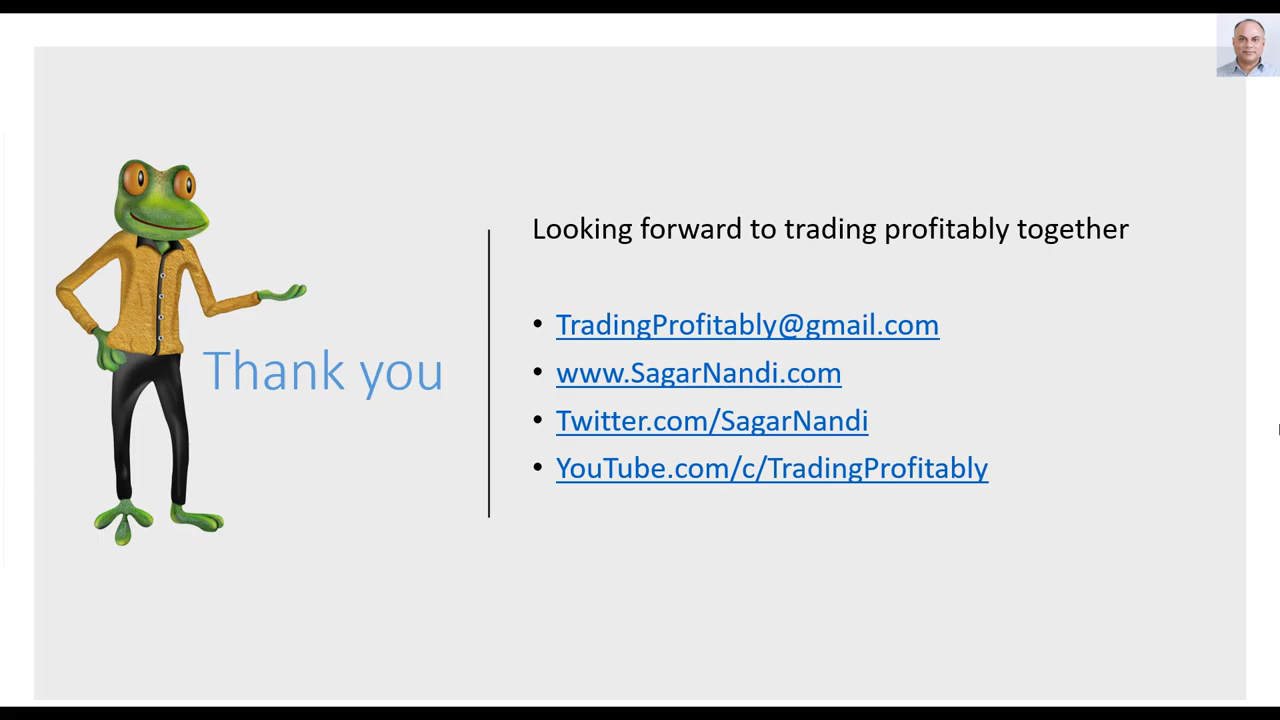 Thank you
Looking forward to trading profitably together
• TradingProfitably@gmail.com
• www.SagarNandi.com
• Twitter.com/SagarNandi
• YouTube.com/c/TradingProfitably